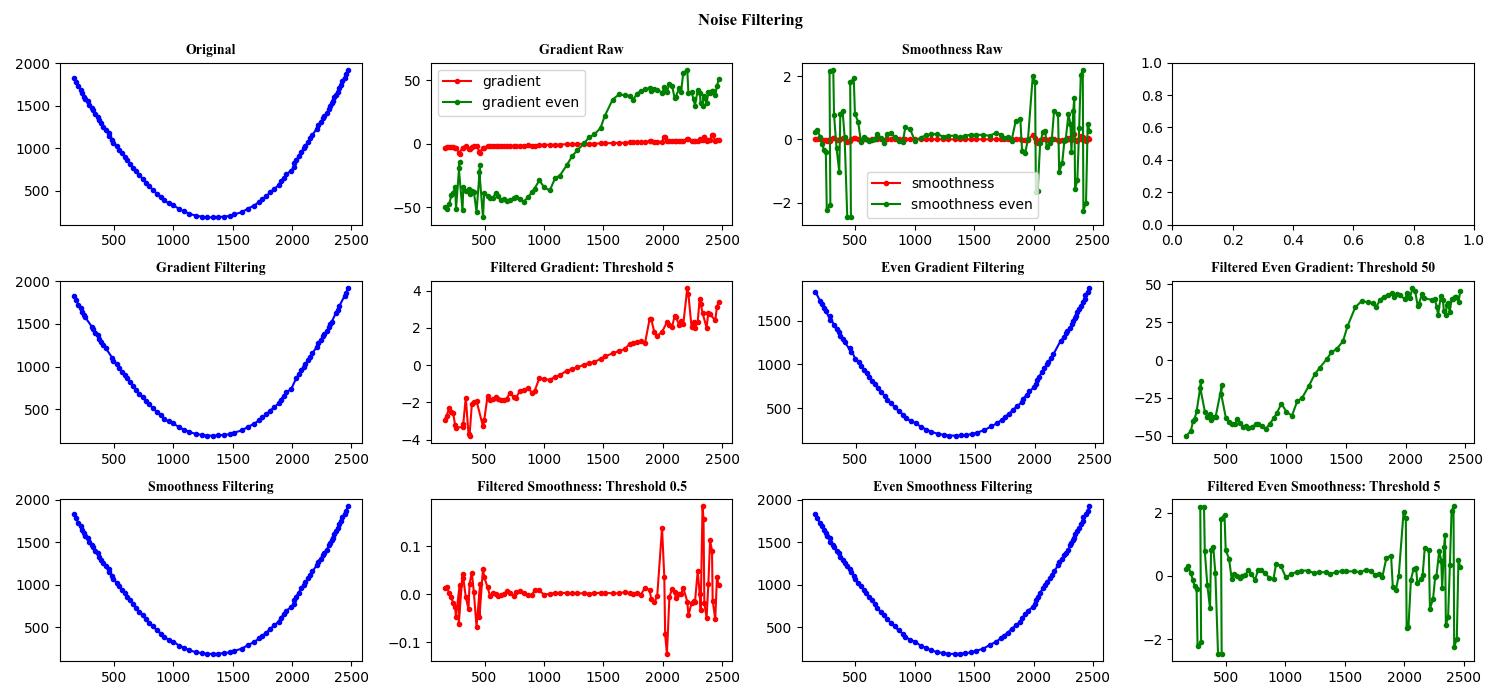 Noise Filtering
Original
2000
1500
1000
500
500 1000 1500 2000 2500
Gradient Raw
gradient
gradient even
50
0
−50
500 1000 1500 2000 2500
Smoothness Raw
smoothness
smoothness even
2
0
−2
500 1000 1500 2000 2500
1.0
0.8
0.6
0.4
0.2
0.0
0.0 0.2 0.4 0.6 0.8 1.0
Gradient Filtering
2000
1500
1000
500
500 1000 1500 2000 2500
Filtered Gradient: Threshold 5
4
2
0
−2
−4
500 1000 1500 2000 2500
Even Gradient Filtering
1500
1000
500
500 1000 1500 2000 2500
Filtered Even Gradient: Threshold 50
50
25
0
−25
−50
500 1000 1500 2000 2500
Smoothness Filtering
2000
1500
1000
500
500 1000 1500 2000 2500
Filtered Smoothness: Threshold 0.5
0.1
0.0
−0.1
500 1000 1500 2000 2500
Even Smoothness Filtering
2000
1500
1000
500
500 1000 1500 2000 2500
Filtered Even Smoothness: Threshold 5
2
0
−2
500 1000 1500 2000 2500